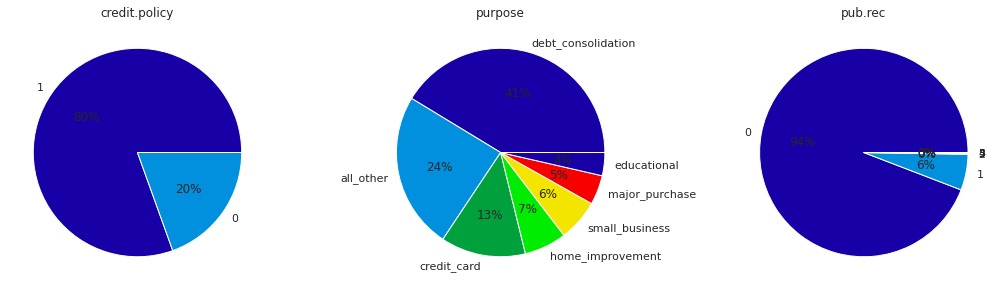 credit.policy
1
80%
20%
0
purpose
debt_consolidation
41%
all_other
24%
credit_card
13%
home_improvement
7%
small_business
6%
major_purchase
5%
educational
pub.rec
0
94%
6%
1